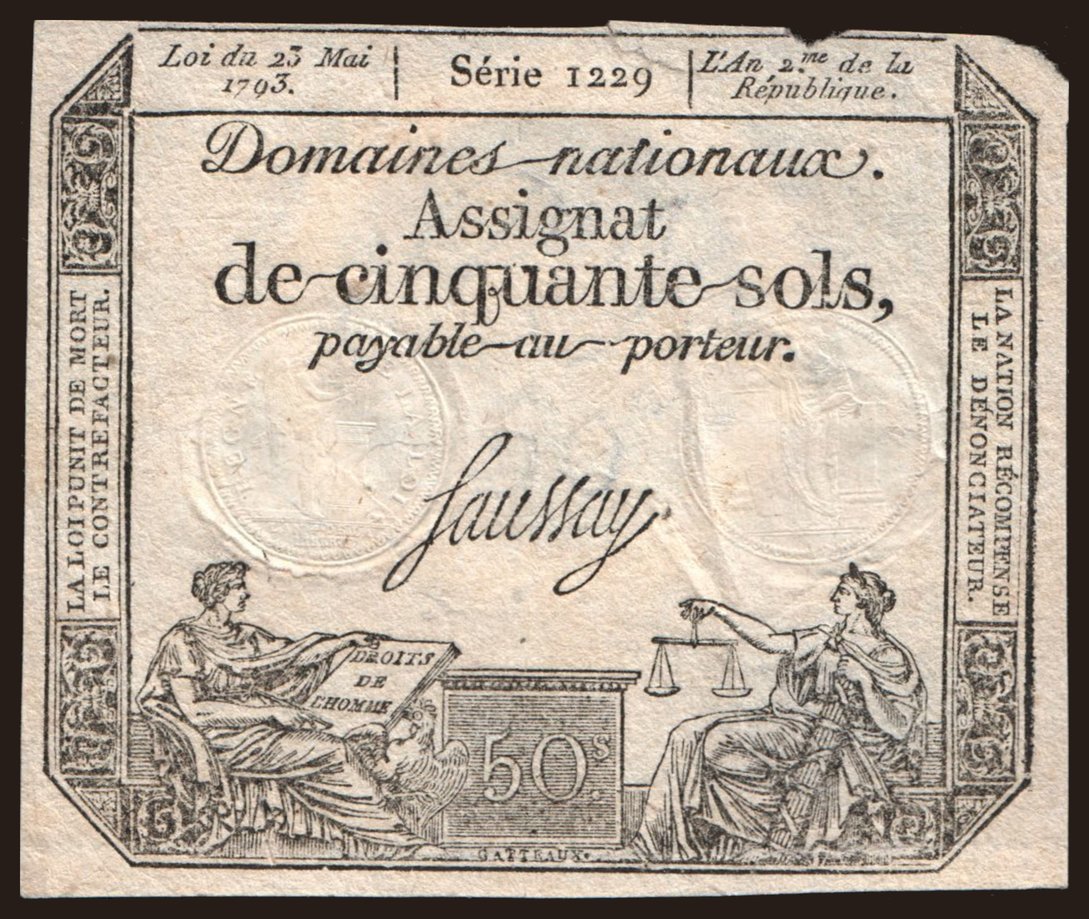 Loi du 23 Mai
1793.
Série 1229
L'An 2.me de la
République.
Domaines nationaux.
Assignat
de cinquante sols,
payable au porteur.
LA LOI PUNIT DE MORT
LE CONTREFACTEUR.
LA NATION RÉCOMPENSE
LE DÉNONCIATEUR.
Saussay
DROITS
DE
L'HOMME
50.s
GATTEAUX.